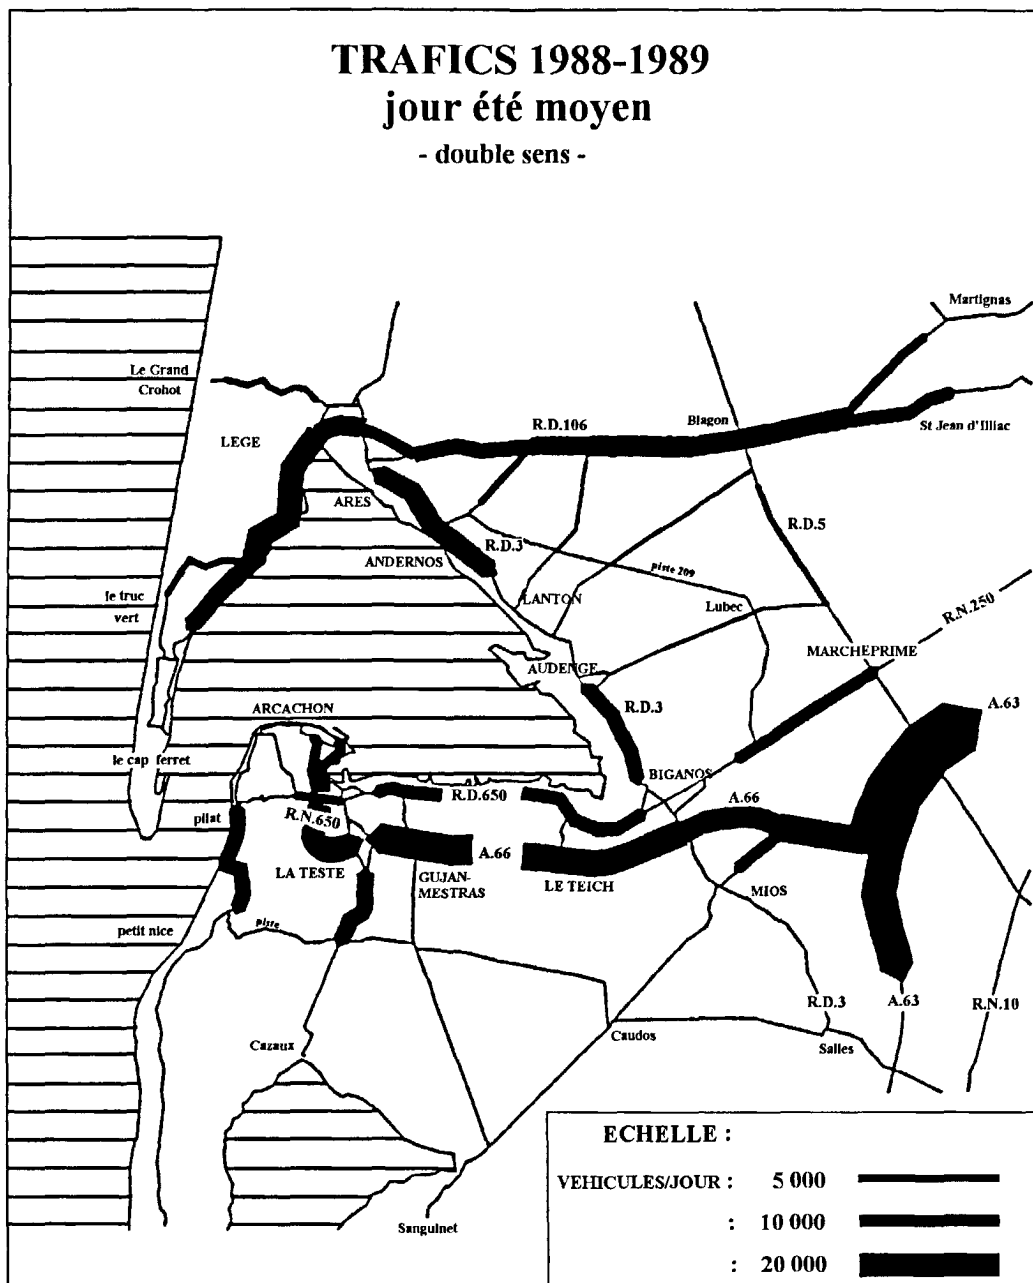 TRAFICS 1988-1989
jour été moyen
- double sens -
Martignas
Le Grand
Crohot
R.D.106
Blagon
St Jean d'Illac
LEGE
ARES
R.D.5
ANDERNOS
R.D.3
piste 209
le truc
vert
LANTON
Lubec
R.N.250
MARCHEPRIME
AUDENGE
R.D.3
A.63
ARCACHON
le cap ferret
BIGANOS
R.D.650
A.66
pilat
R.N.650
A.66
LA TESTE
GUJAN-
MESTRAS
LE TEICH
MIOS
petit nice
piste
R.D.3
A.63
R.N.10
Cazaux
Caudos
Salles
Sanguinet
ECHELLE :
VEHICULES/JOUR : 5 000
: 10 000
: 20 000